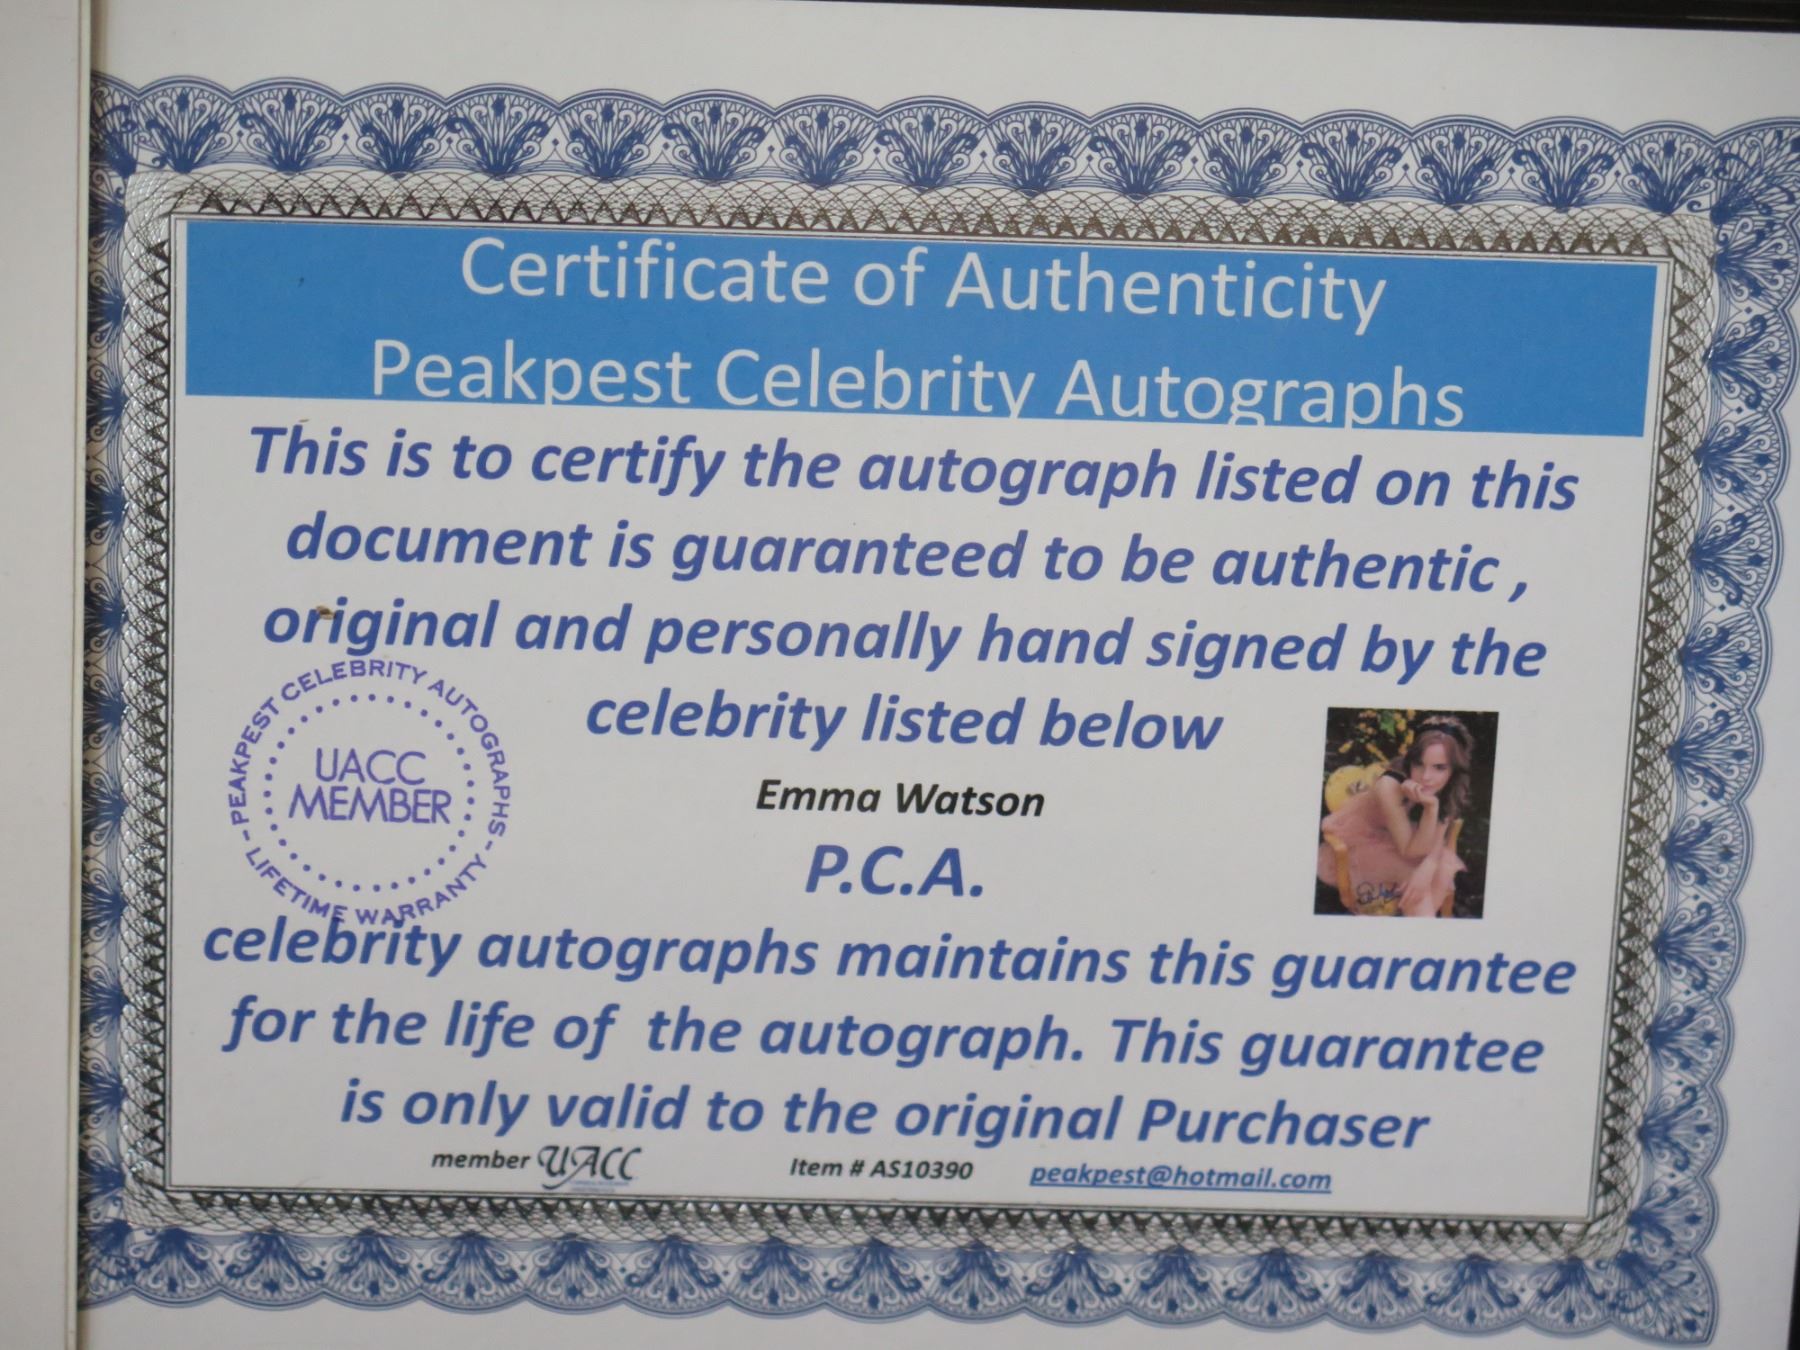 Certificate of Authenticity
Peakpest Celebrity Autographs
This is to certify the autograph listed on this
document is guaranteed to be authentic ,
original and personally hand signed by the
celebrity listed below
PEAKPEST CELEBRITY AUTOGRAPHS
UACC
MEMBER
- LIFETIME WARRANTY -
Emma Watson
P.C.A.
celebrity autographs maintains this guarantee
for the life of the autograph. This guarantee
is only valid to the original Purchaser
member UACC Item # AS10390 peakpest@hotmail.com